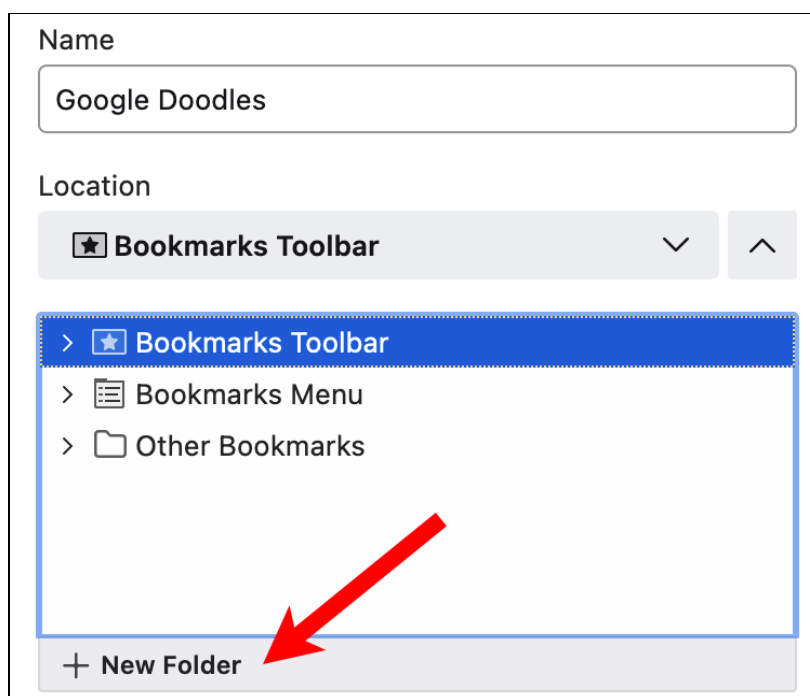 Name
Google Doodles
Location
Bookmarks Toolbar
Bookmarks Toolbar
Bookmarks Menu
Other Bookmarks
+ New Folder